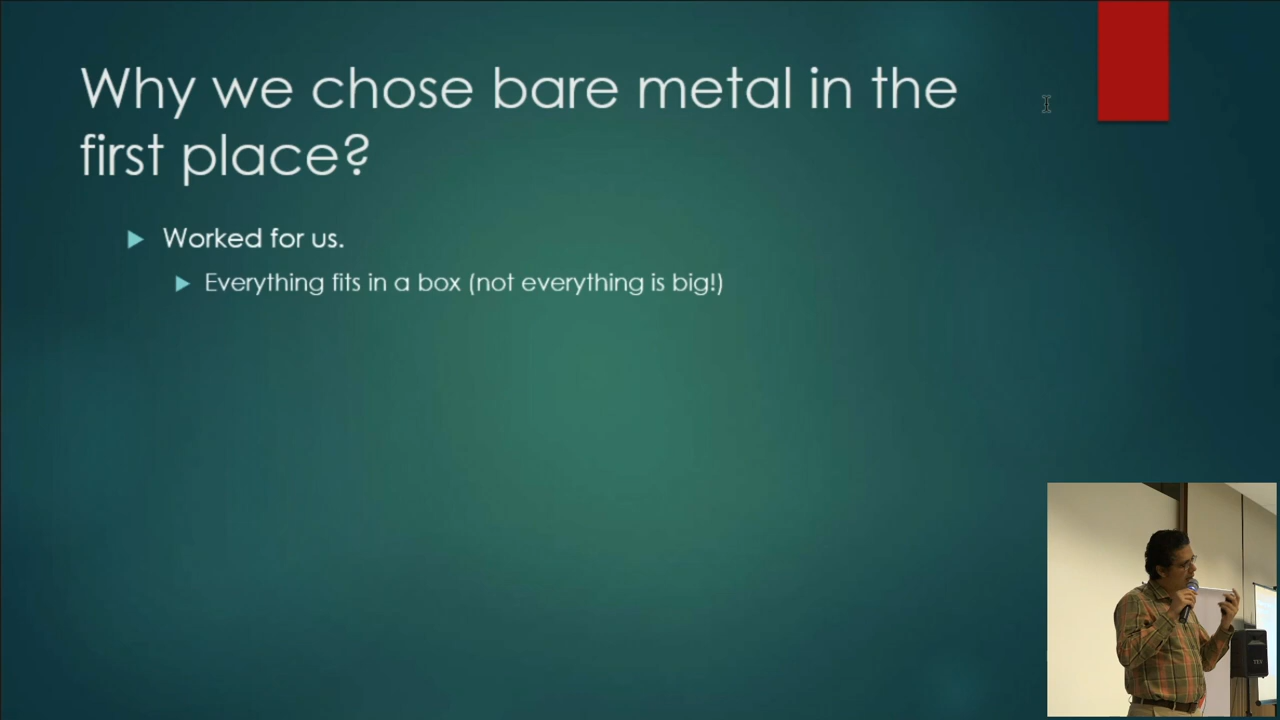 Why we chose bare metal in the
first place?
Worked for us.
Everything fits in a box (not everything is big!)